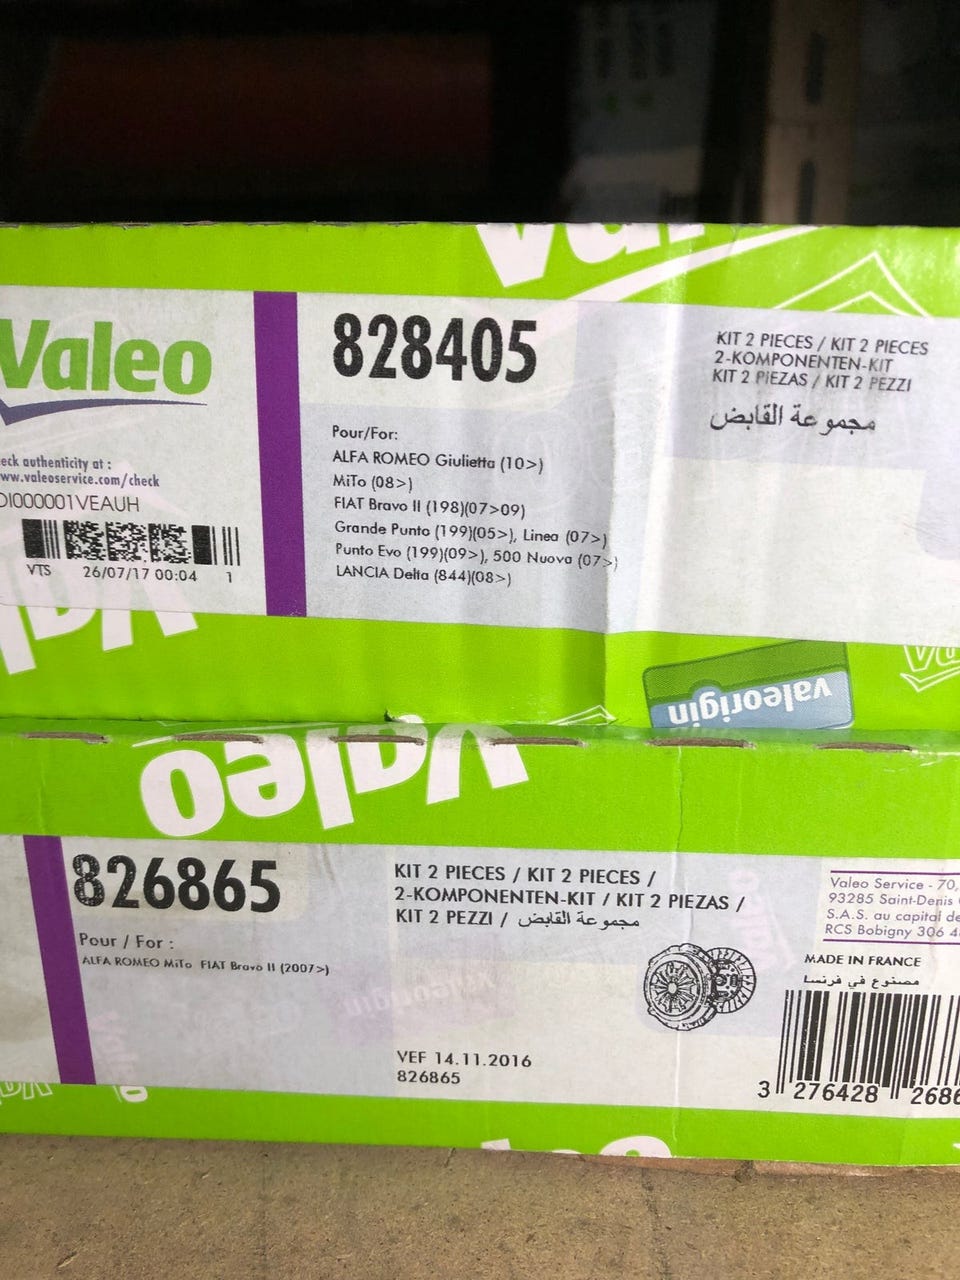 Valeo
828405
KIT 2 PIECES / KIT 2 PIECES
2-KOMPONENTEN-KIT
KIT 2 PIEZAS / KIT 2 PEZZI
مجموعة القابض
Pour/For:
ALFA ROMEO Giulietta (10>)
MiTo (08>)
FIAT Bravo II (198)(07>09)
Grande Punto (199)(05>), Linea (07>)
Punto Evo (199)(09>), 500 Nuova (07>)
LANCIA Delta (844)(08>)
eck authenticity at :
ww.valeoservice.com/check
DI000001VEAUH
VTS 26/07/17 00:04 1
valeorigin
Valeo
826865
Pour / For :
ALFA ROMEO MiTo FIAT Bravo II (2007>)
KIT 2 PIECES / KIT 2 PIECES /
2-KOMPONENTEN-KIT / KIT 2 PIEZAS /
KIT 2 PEZZI / مجموعة القابض
VEF 14.11.2016
826865
Valeo Service - 70,
93285 Saint-Denis
S.A.S. au capital de
RCS Bobigny 306 4
MADE IN FRANCE
مصنوع في فرنسا
3 276428 2686